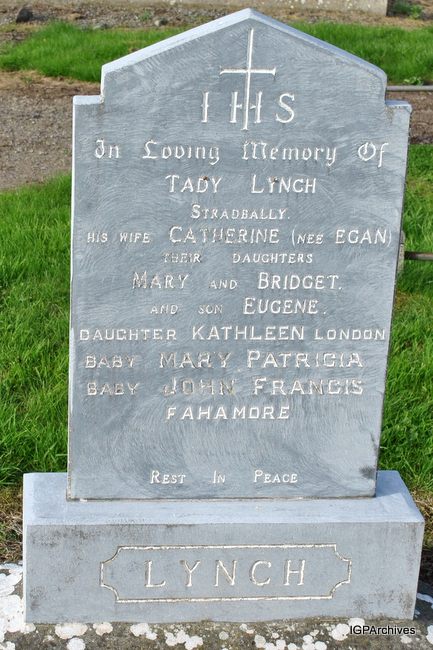 IHS
In Loving Memory Of
TADY LYNCH
STRADBALLY.
HIS WIFE CATHERINE (NEE EGAN)
THEIR DAUGHTERS
MARY AND BRIDGET.
AND SON EUGENE.
DAUGHTER KATHLEEN LONDON
BABY MARY PATRICIA
BABY JOHN FRANCIS
FAHAMORE
REST IN PEACE
LYNCH
IGPArchives